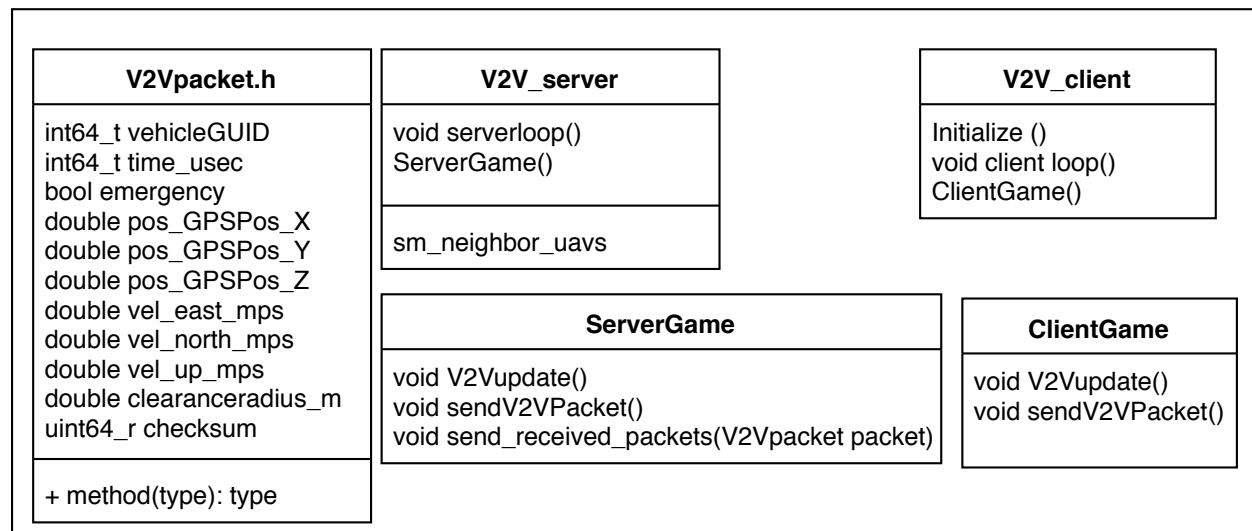 V2Vpacket.h
int64_t vehicleGUID
int64_t time_usec
bool emergency
double pos_GPSPos_X
double pos_GPSPos_Y
double pos_GPSPos_Z
double vel_east_mps
double vel_north_mps
double vel_up_mps
double clearanceradius_m
uint64_r checksum
+ method(type): type
V2V_server
void serverloop()
ServerGame()
sm_neighbor_uavs
V2V_client
Initialize ()
void client loop()
ClientGame()
ServerGame
void V2Vupdate()
void sendV2VPacket()
void send_received_packets(V2Vpacket packet)
ClientGame
void V2Vupdate()
void sendV2VPacket()